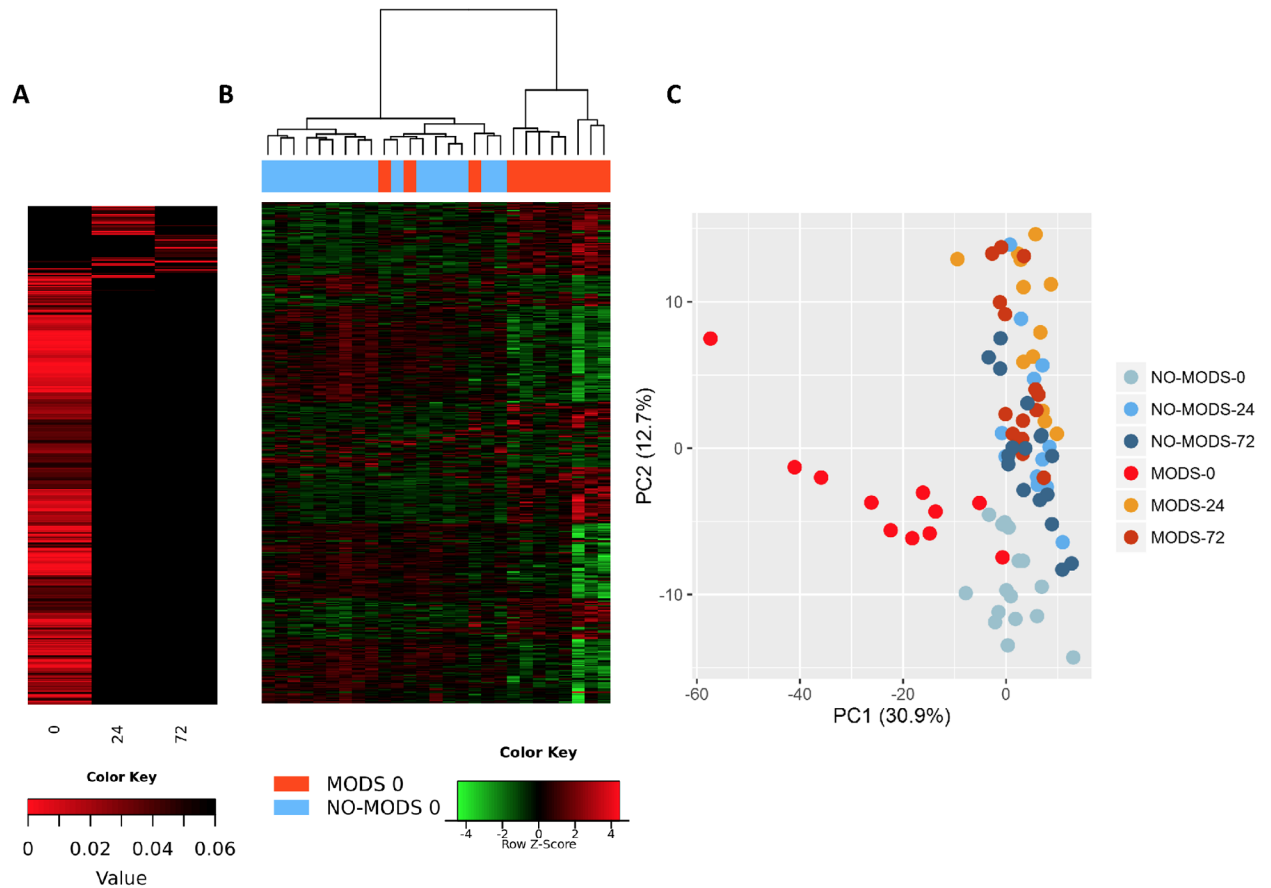 A
B
C
0
24
72
Color Key
0
0.02
0.04
0.06
Value
MODS 0
NO-MODS 0
Color Key
-4
-2
0
2
4
Row Z-Score
10
0
-10
PC2 (12.7%)
-60
-40
-20
0
PC1 (30.9%)
NO-MODS-0
NO-MODS-24
NO-MODS-72
MODS-0
MODS-24
MODS-72